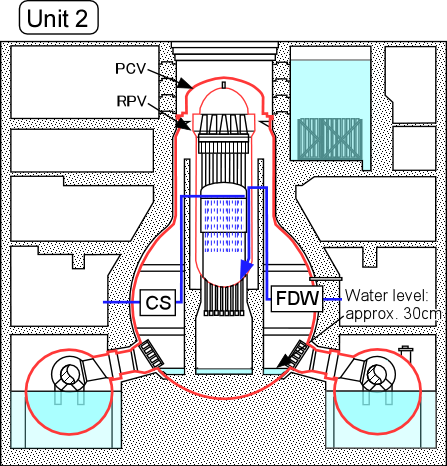 Unit 2
PCV
RPV
CS
FDW
Water level:
approx. 30cm